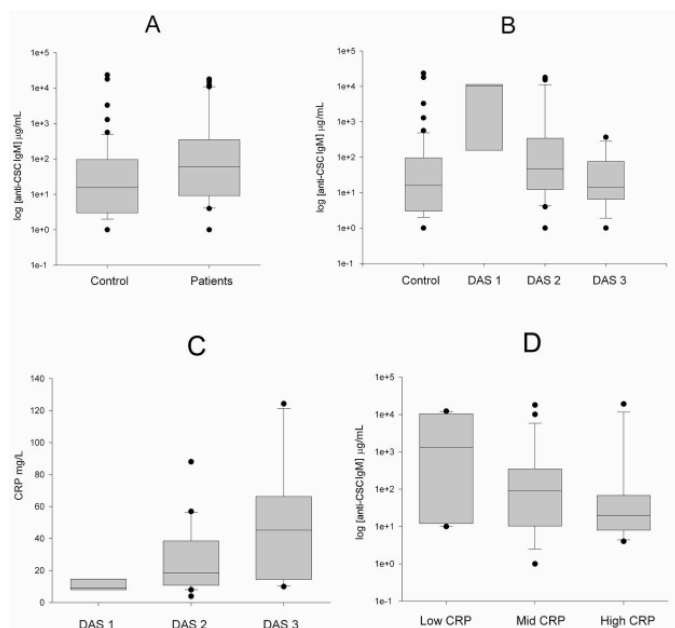 A
log [anti-CSC IgM] µg/mL
1e+5
1e+4
1e+3
1e+2
1e+1
1e+0
1e-1
Control
Patients
B
log [anti-CSC IgM] µg/mL
1e+5
1e+4
1e+3
1e+2
1e+1
1e+0
1e-1
Control
DAS 1
DAS 2
DAS 3
C
CRP mg/L
140
120
100
80
60
40
20
0
DAS 1
DAS 2
DAS 3
D
log [anti-CSC IgM] µg/mL
1e+5
1e+4
1e+3
1e+2
1e+1
1e+0
1e-1
Low CRP
Mid CRP
High CRP